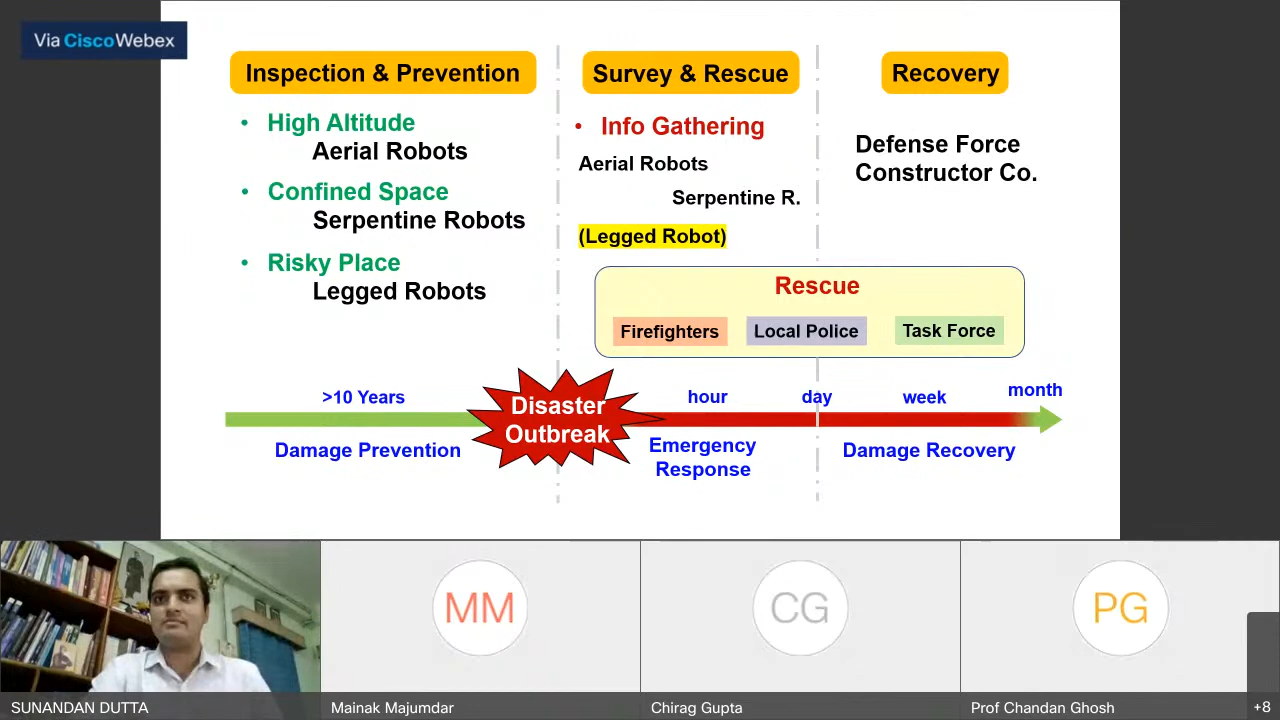 Via CiscoWebex
Inspection & Prevention
• High Altitude
Aerial Robots
• Confined Space
Serpentine Robots
• Risky Place
Legged Robots
Survey & Rescue
• Info Gathering
Aerial Robots
Serpentine R.
(Legged Robot)
Recovery
Defense Force
Constructor Co.
Rescue
Firefighters
Local Police
Task Force
>10 Years
Disaster
Outbreak
hour
day
week
month
Damage Prevention
Emergency
Response
Damage Recovery
MM
CG
PG
SUNANDAN DUTTA
Mainak Majumdar
Chirag Gupta
Prof Chandan Ghosh
+8